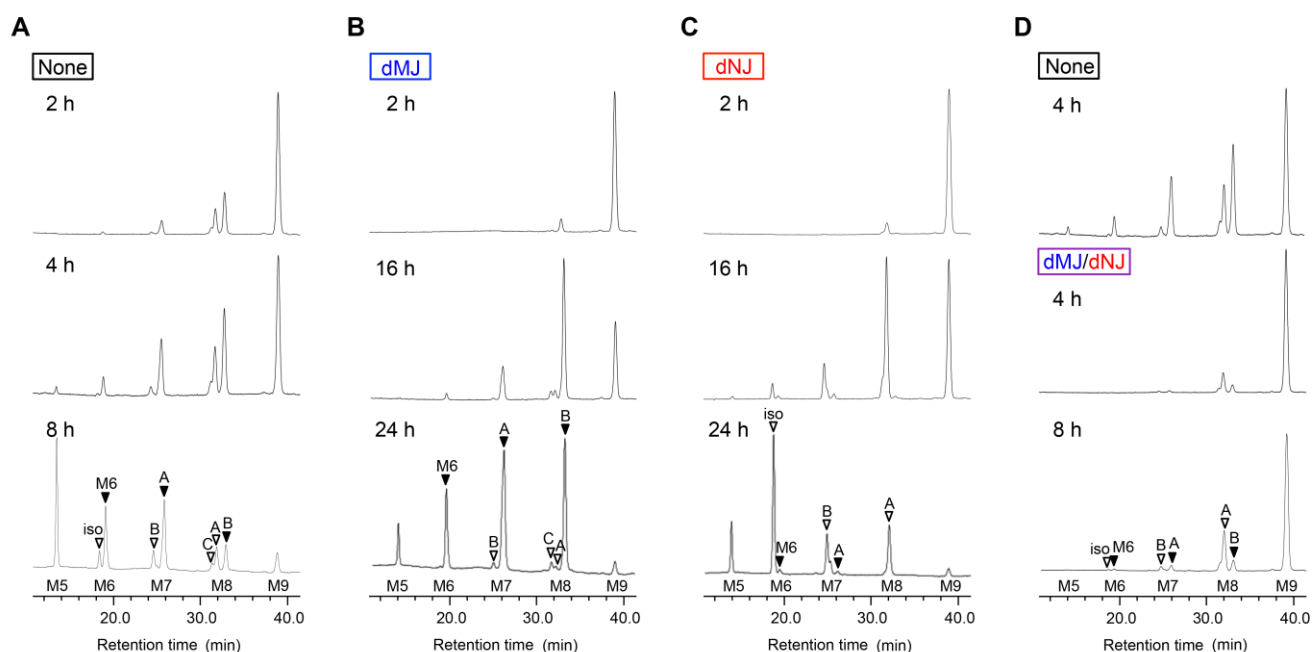 A
None
2 h
4 h
8 h
iso
M6
B
A
C
A
B
M5
M6
M7
M8
M9
20.0
30.0
40.0
Retention time (min)
B
dMJ
2 h
16 h
24 h
M6
A
B
C
A
B
M5
M6
M7
M8
M9
20.0
30.0
40.0
Retention time (min)
C
dNJ
2 h
16 h
24 h
iso
M6
B
A
A
M5
M6
M7
M8
M9
20.0
30.0
40.0
Retention time (min)
D
None
4 h
dMJ/dNJ
4 h
8 h
iso
M6
B
A
A
B
M5
M6
M7
M8
M9
20.0
30.0
40.0
Retention time (min)